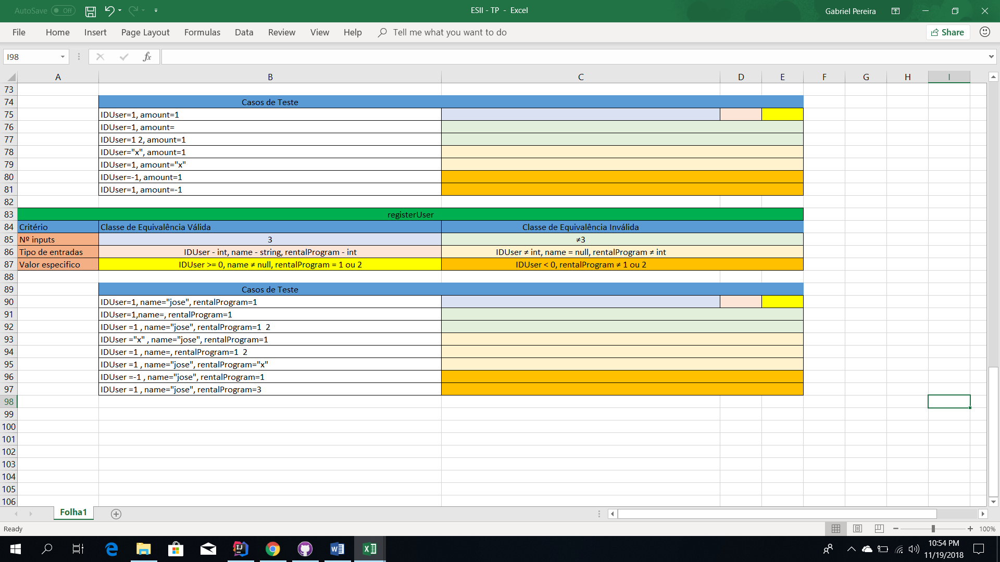 AutoSave Off
ESII - TP - Excel
Gabriel Pereira
File Home Insert Page Layout Formulas Data Review View Help Tell me what you want to do
Share
I98
fx
A B C D E F G H I
73
74 Casos de Teste
75 IDUser=1, amount=1
76 IDUser=1, amount=
77 IDUser=1 2, amount=1
78 IDUser="x", amount=1
79 IDUser=1, amount="x"
80 IDUser=-1, amount=1
81 IDUser=1, amount=-1
82
83 registerUser
84 Critério Classe de Equivalência Válida Classe de Equivalência Inválida
85 Nº inputs 3 ≠3
86 Tipo de entradas IDUser - int, name - string, rentalProgram - int IDUser ≠ int, name = null, rentalProgram ≠ int
87 Valor especifico IDUser >= 0, name ≠ null, rentalProgram = 1 ou 2 IDUser < 0, rentalProgram ≠ 1 ou 2
88
89 Casos de Teste
90 IDUser=1, name="jose", rentalProgram=1
91 IDUser=1,name=, rentalProgram=1
92 IDUser =1 , name="jose", rentalProgram=1  2
93 IDUser ="x" , name="jose", rentalProgram=1
94 IDUser =1 , name=, rentalProgram=1  2
95 IDUser =1 , name="jose", rentalProgram="x"
96 IDUser =-1 , name="jose", rentalProgram=1
97 IDUser =1 , name="jose", rentalProgram=3
98
99
100
101
102
103
104
105
106
Folha1
Ready
100%
10:54 PM
11/19/2018